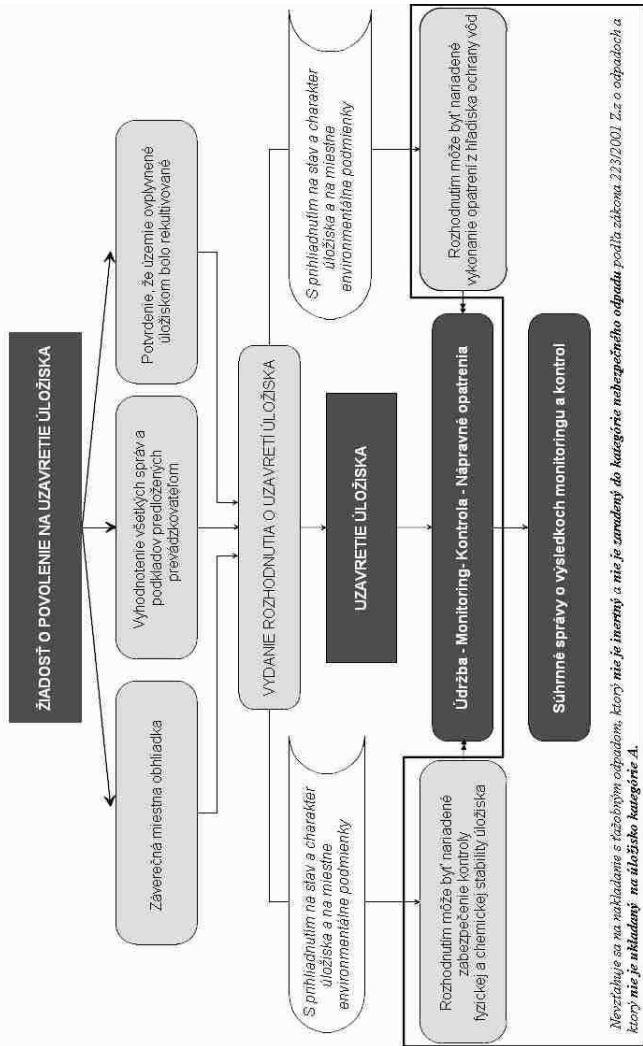 ŽIADOSŤ O POVOLENIE NA UZAVRETIE ÚLOŽISKA
Záverečná miestna obhliadka
Vyhodnotenie všetkých správ a
podkladov predložených
prevádzkovateľom
Potvrdenie, že územie ovplyvnené
úložiskom bolo rekultivované
VYDANIE ROZHODNUTIA O UZAVRETÍ ÚLOŽISKA
S prihliadnutím na stav a charakter
úložiska a na miestne
environmentálne podmienky
UZAVRETIE ÚLOŽISKA
S prihliadnutím na stav a charakter
úložiska a na miestne
environmentálne podmienky
Rozhodnutím môže byť nariadené
zabezpečenie kontroly
fyzickej a chemickej stability úložiska
Údržba - Monitoring- Kontrola - Nápravné opatrenia
Rozhodnutím môže byť nariadené
vykonanie opatrení z hľadiska ochrany vôd
Súhrnné správy o výsledkoch monitoringu a kontrol
Nevzťahuje sa na nakladanie s ťažobným odpadom, ktorý nie je inertný a nie je zaradený do kategórie nebezpečného odpadu podľa zákona 223/2001 Z.z o odpadoch a
ktorý nie je ukladaný na úložisko kategórie A.